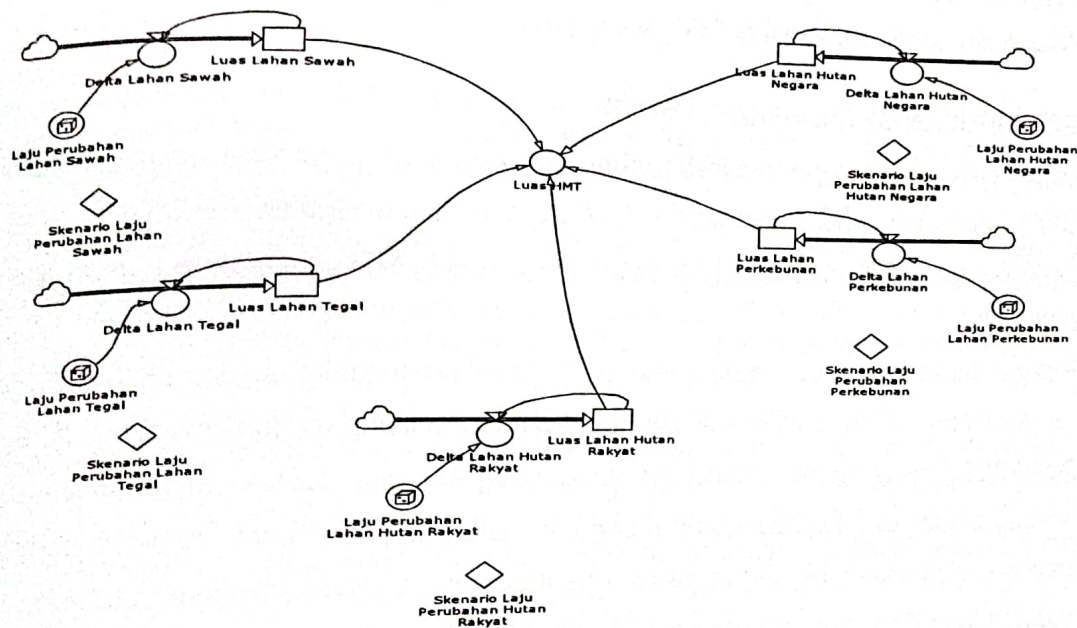 Luas Lahan Sawah
Delta Lahan Sawah
Laju Perubahan
Lahan Sawah
Skenario Laju
Perubahan Lahan
Sawah
Luas Lahan Hutan
Negara
Delta Lahan Hutan
Negara
Laju Perubahan
Lahan Hutan
Negara
Skenario Laju
Perubahan Lahan
Hutan Negara
Luas HMT
Luas Lahan
Perkebunan
Delta Lahan
Perkebunan
Laju Perubahan
Lahan Perkebunan
Skenario Laju
Perubahan
Perkebunan
Luas Lahan Tegal
Delta Lahan Tegal
Laju Perubahan
Lahan Tegal
Skenario Laju
Perubahan Lahan
Tegal
Luas Lahan Hutan
Rakyat
Delta Lahan Hutan
Rakyat
Laju Perubahan
Lahan Hutan Rakyat
Skenario Laju
Perubahan Hutan
Rakyat